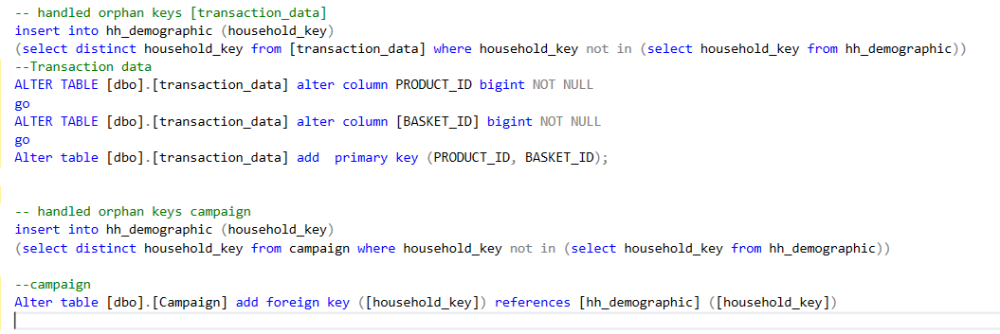 -- handled orphan keys [transaction_data]
insert into hh_demographic (household_key)
(select distinct household_key from [transaction_data] where household_key not in (select household_key from hh_demographic))
--Transaction data
ALTER TABLE [dbo].[transaction_data] alter column PRODUCT_ID bigint NOT NULL
go
ALTER TABLE [dbo].[transaction_data] alter column [BASKET_ID] bigint NOT NULL
go
Alter table [dbo].[transaction_data] add  primary key (PRODUCT_ID, BASKET_ID);
-- handled orphan keys campaign
insert into hh_demographic (household_key)
(select distinct household_key from campaign where household_key not in (select household_key from hh_demographic))
--campaign
Alter table [dbo].[Campaign] add foreign key ([household_key]) references [hh_demographic] ([household_key])